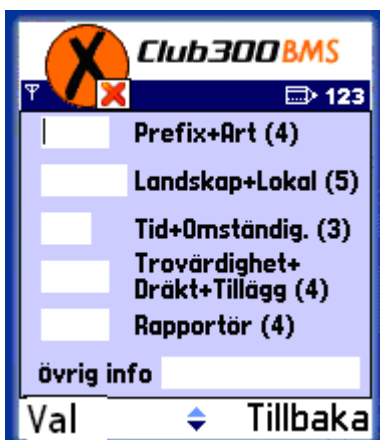 X Club300BMS
123
Prefix+Art (4)
Landskap+Lokal (5)
Tid+Omständig. (3)
Trovärdighet+
Dräkt+Tillägg (4)
Rapportör (4)
övrig info
Val Tillbaka